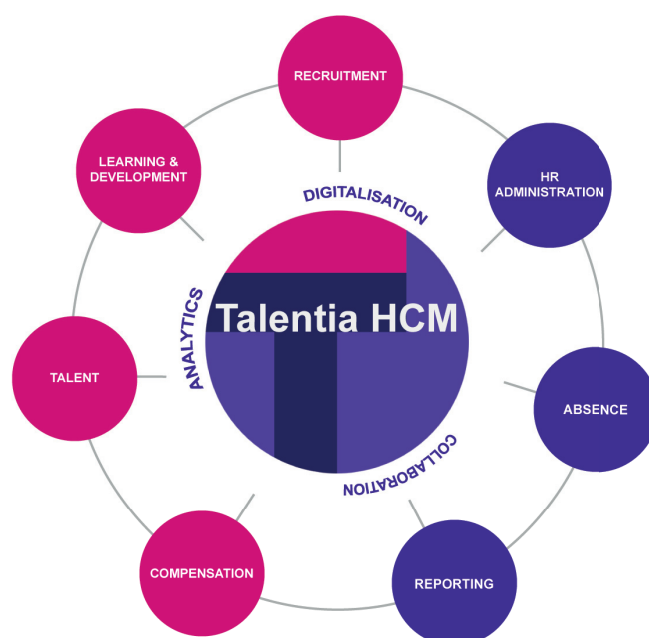 RECRUITMENT
LEARNING &
DEVELOPMENT
HR
ADMINISTRATION
DIGITALISATION
ANALYTICS
Talentia HCM
TALENT
ABSENCE
COLLABORATION
COMPENSATION
REPORTING